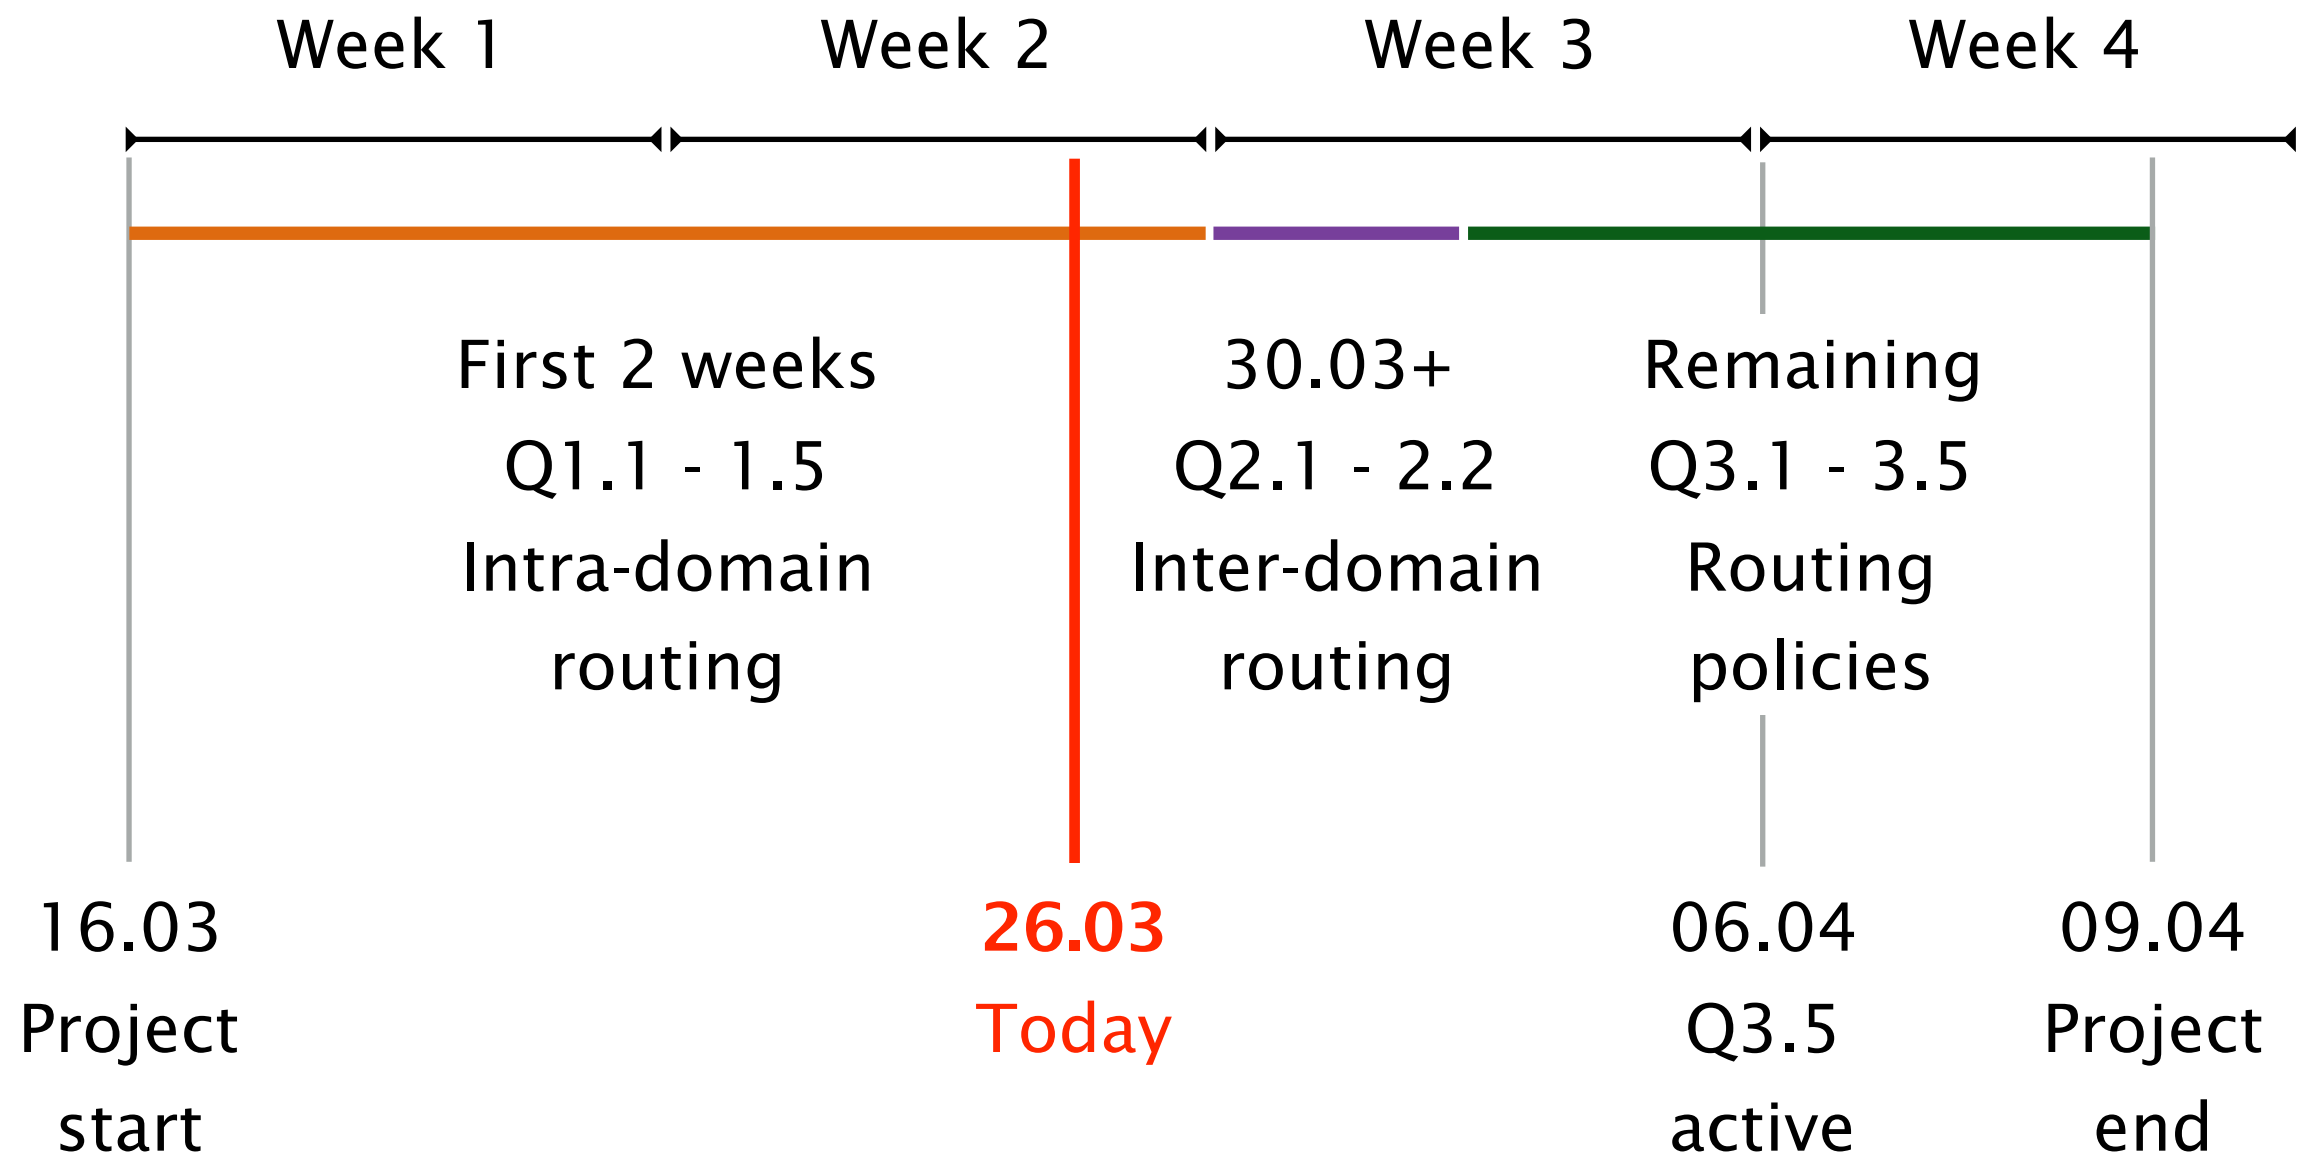 Week 1
Week 2
Week 3
Week 4
First 2 weeks
Q1.1 - 1.5
Intra-domain
routing
30.03+
Q2.1 - 2.2
Inter-domain
routing
Remaining
Q3.1 - 3.5
Routing
policies
16.03
Project
start
26.03
Today
06.04
Q3.5
active
09.04
Project
end